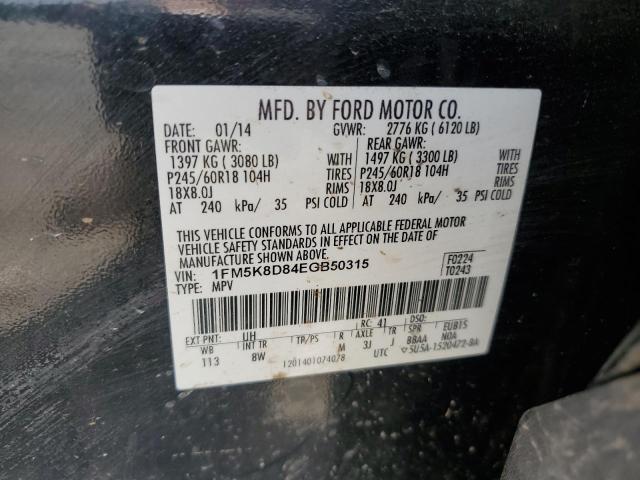 MFD. BY FORD MOTOR CO.
DATE: 01/14 GVWR: 2776 KG ( 6120 LB)
FRONT GAWR: REAR GAWR:
1397 KG ( 3080 LB) WITH 1497 KG ( 3300 LB) WITH
P245/60R18 104H TIRES P245/60R18 104H TIRES
18X8.0J RIMS 18X8.0J RIMS
AT 240 kPa/ 35 PSI COLD AT 240 kPa/ 35 PSI COLD
THIS VEHICLE CONFORMS TO ALL APPLICABLE FEDERAL MOTOR
VEHICLE SAFETY STANDARDS IN EFFECT ON THE DATE OF
MANUFACTURE SHOWN ABOVE.
VIN: 1FM5K8D84EGB50315 F0224
TYPE: MPV T0243
EXT PNT: UH RC: 41 DSO:
WB INT TR TP/PS R AXLE TR SPR EUB15
113 8W M 3J J BBAA N0A
1201401074078 UTC 5U5A-1520472-BA